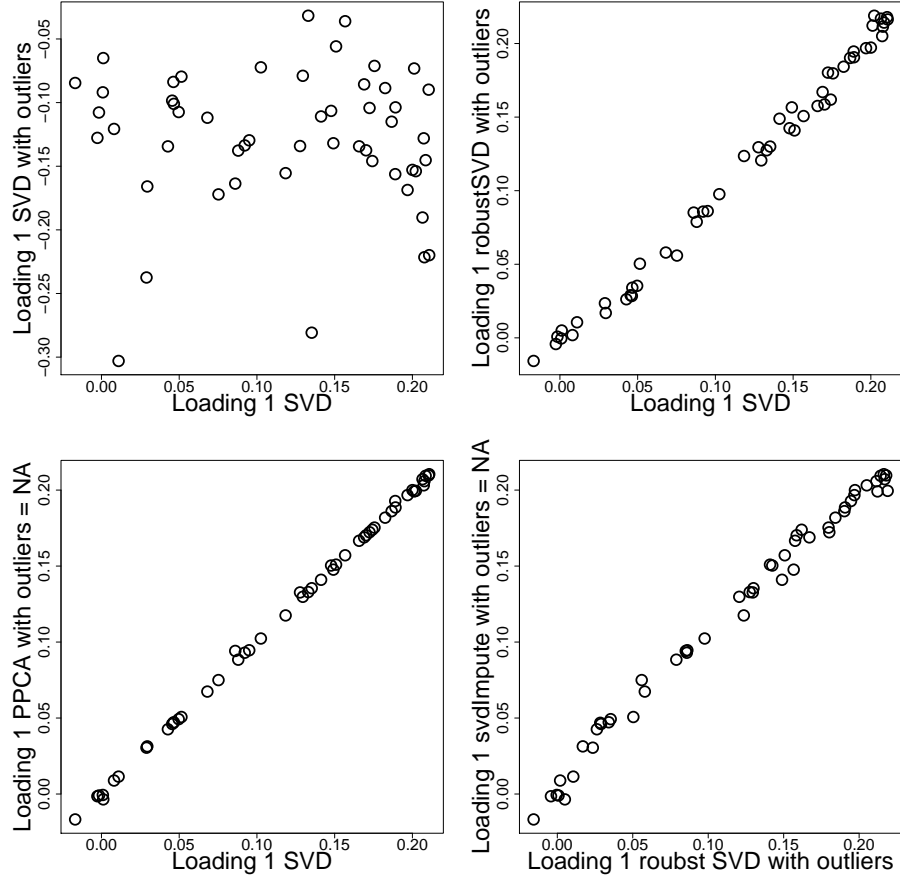 Loading 1 SVD with outliers
−0.05
−0.10
−0.15
−0.20
−0.25
−0.30
0.00 0.05 0.10 0.15 0.20
Loading 1 SVD
Loading 1 robustSVD with outliers
0.20
0.15
0.10
0.05
0.00
0.00 0.05 0.10 0.15 0.20
Loading 1 SVD
Loading 1 PPCA with outliers = NA
0.20
0.15
0.10
0.05
0.00
0.00 0.05 0.10 0.15 0.20
Loading 1 SVD
Loading 1 svdImpute with outliers = NA
0.20
0.15
0.10
0.05
0.00
0.00 0.05 0.10 0.15 0.20
Loading 1 roubst SVD with outliers